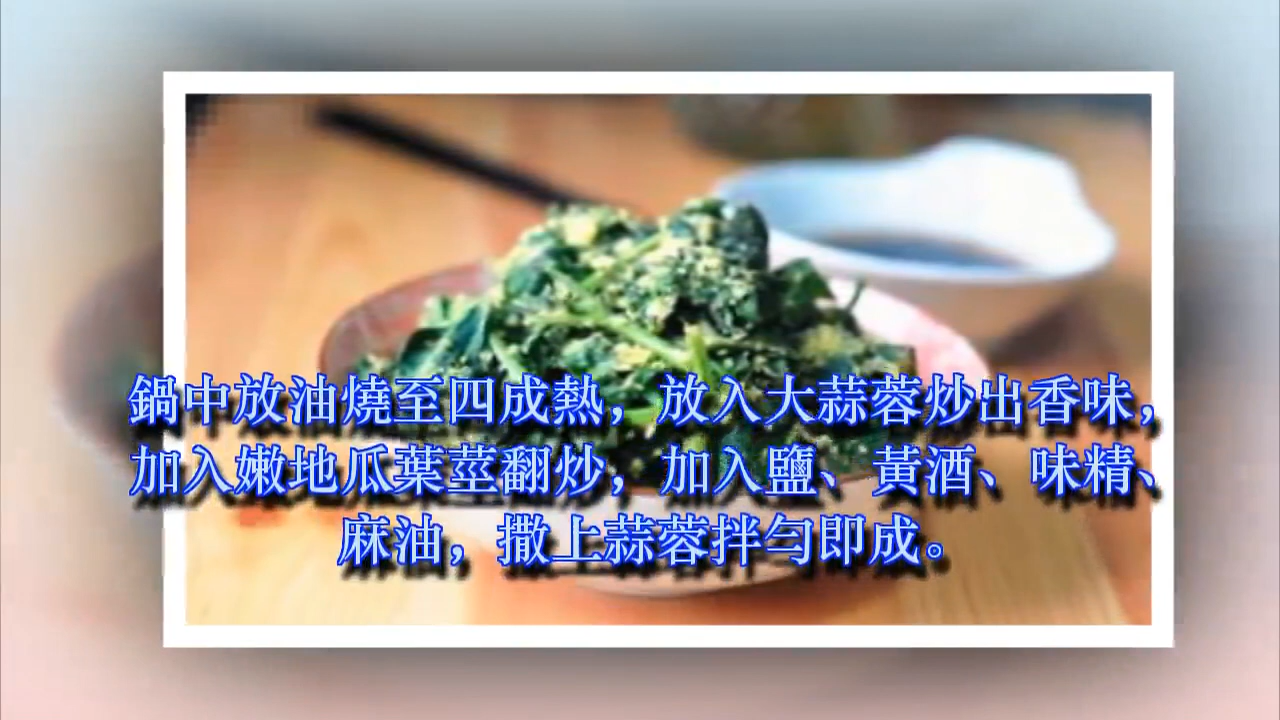 鍋中放油燒至四成熱，放入大蒜蓉炒出香味，
加入嫩地瓜葉莖翻炒，加入鹽、黃酒、味精、
麻油，撒上蒜蓉拌勻即成。